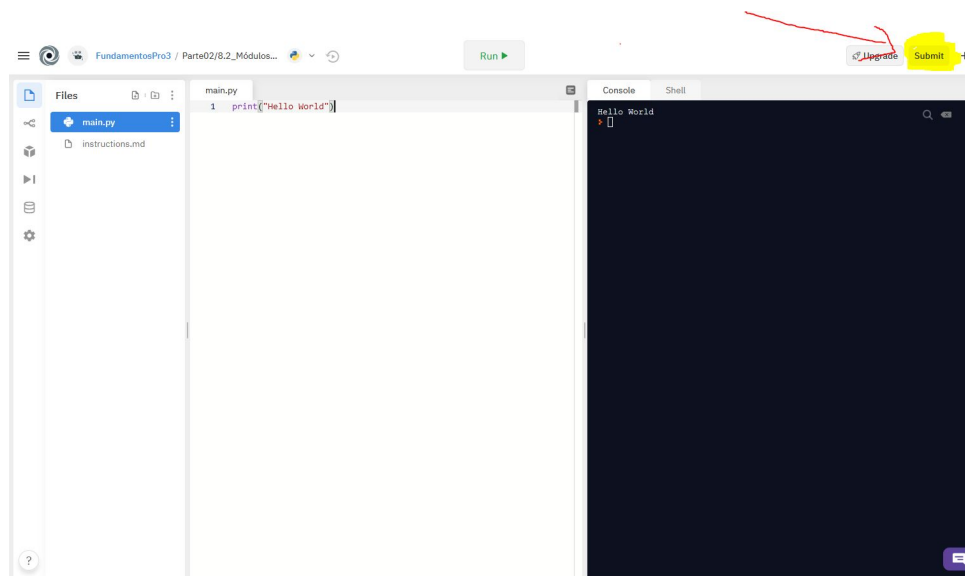 FundamentosPro3 / Parte02/8.2_Módulos...
Run
Upgrade
Submit
Files
main.py
instructions.md
main.py
1 print("Hello World")
Console
Shell
Hello World
?